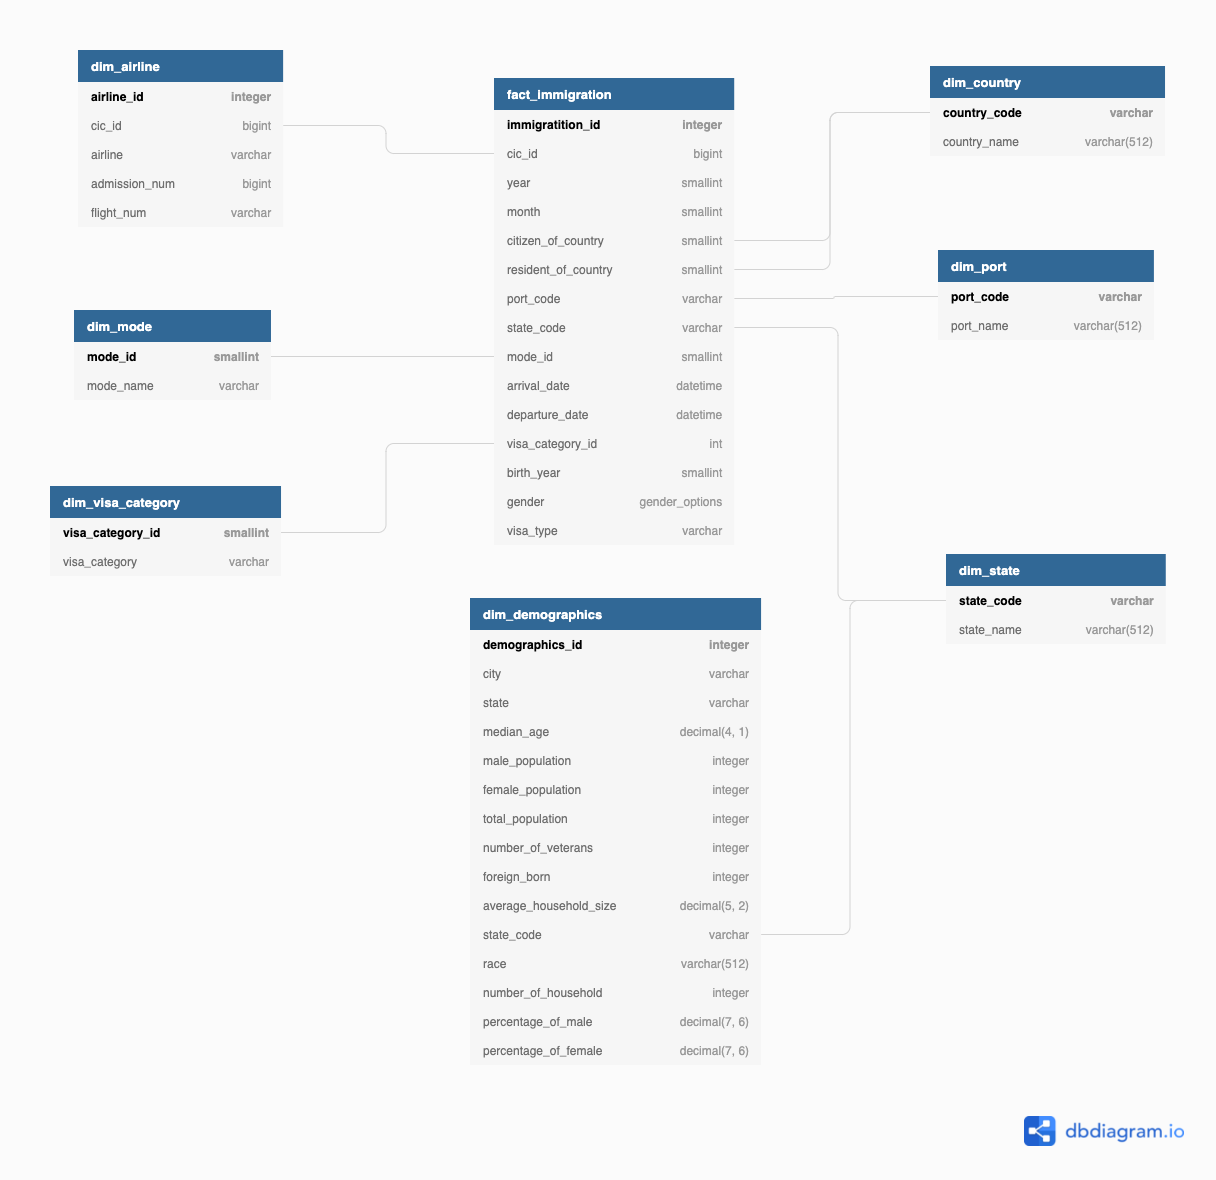 dim_airline
airline_id integer
cic_id bigint
airline varchar
admission_num bigint
flight_num varchar
dim_mode
mode_id smallint
mode_name varchar
dim_visa_category
visa_category_id smallint
visa_category varchar
fact_immigration
immigratition_id integer
cic_id bigint
year smallint
month smallint
citizen_of_country smallint
resident_of_country smallint
port_code varchar
state_code varchar
mode_id smallint
arrival_date datetime
departure_date datetime
visa_category_id int
birth_year smallint
gender gender_options
visa_type varchar
dim_demographics
demographics_id integer
city varchar
state varchar
median_age decimal(4, 1)
male_population integer
female_population integer
total_population integer
number_of_veterans integer
foreign_born integer
average_household_size decimal(5, 2)
state_code varchar
race varchar(512)
number_of_household integer
percentage_of_male decimal(7, 6)
percentage_of_female decimal(7, 6)
dim_country
country_code varchar
country_name varchar(512)
dim_port
port_code varchar
port_name varchar(512)
dim_state
state_code varchar
state_name varchar(512)
dbdiagram.io